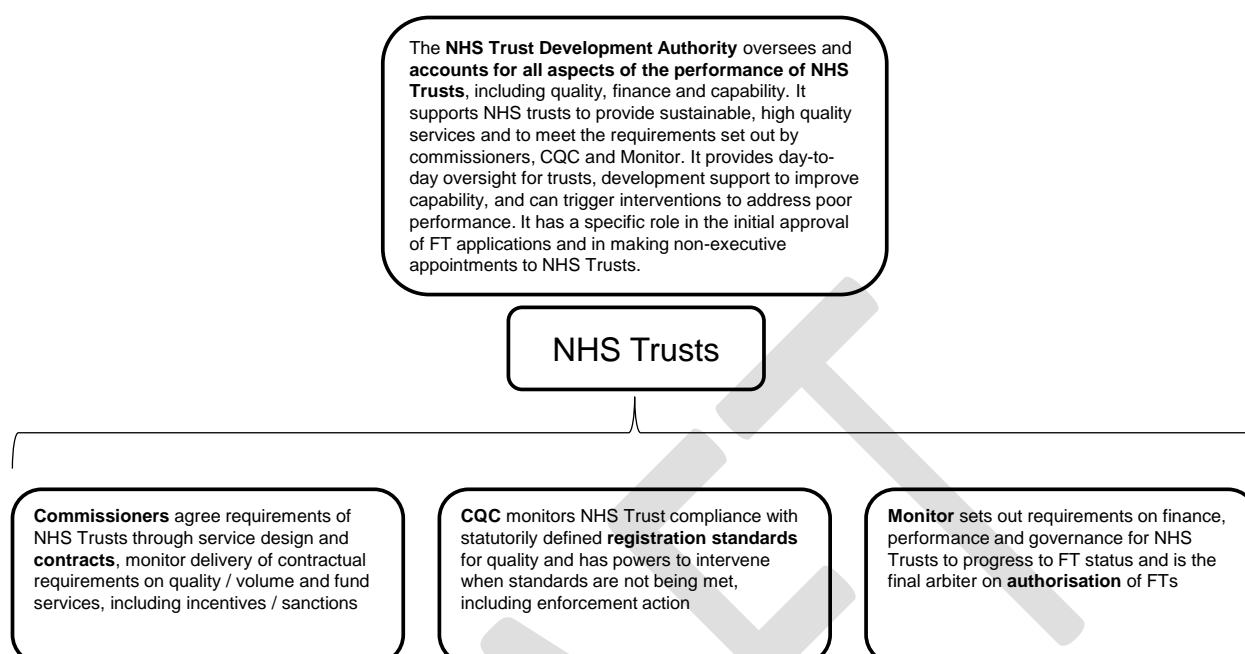 The NHS Trust Development Authority oversees and
accounts for all aspects of the performance of NHS
Trusts, including quality, finance and capability. It
supports NHS trusts to provide sustainable, high quality
services and to meet the requirements set out by
commissioners, CQC and Monitor. It provides day-to-
day oversight for trusts, development support to improve
capability, and can trigger interventions to address poor
performance. It has a specific role in the initial approval
of FT applications and in making non-executive
appointments to NHS Trusts.
NHS Trusts
Commissioners agree requirements of
NHS Trusts through service design and
contracts, monitor delivery of contractual
requirements on quality / volume and fund
services, including incentives / sanctions
CQC monitors NHS Trust compliance with
statutorily defined registration standards
for quality and has powers to intervene
when standards are not being met,
including enforcement action
Monitor sets out requirements on finance,
performance and governance for NHS
Trusts to progress to FT status and is the
final arbiter on authorisation of FTs